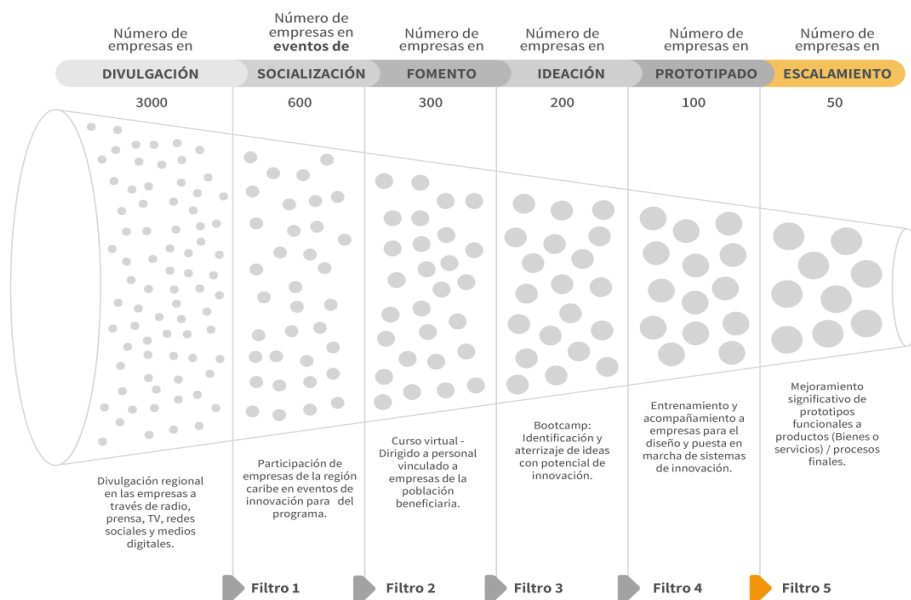 Número de
empresas en
DIVULGACIÓN
3000
Número de
empresas en
eventos de
SOCIALIZACIÓN
600
Número de
empresas en
FOMENTO
300
Número de
empresas en
IDEACIÓN
200
Número de
empresas en
PROTOTIPADO
100
Número de
empresas en
ESCALAMIENTO
50
Divulgación regional
en las empresas a
través de radio,
prensa, TV, redes
sociales y medios
digitales.
Participación de
empresas de la región
caribe en eventos de
innovación para del
programa.
Curso virtual -
Dirigido a personal
vinculado a
empresas de la
población
beneficiaria.
Bootcamp:
Identificación y
aterrizaje de ideas
con potencial de
innovación.
Entrenamiento y
acompañamiento a
empresas para el
diseño y puesta en
marcha de sistemas
de innovación.
Mejoramiento
significativo de
prototipos
funcionales a
productos (Bienes o
servicios) / procesos
finales.
Filtro 1
Filtro 2
Filtro 3
Filtro 4
Filtro 5